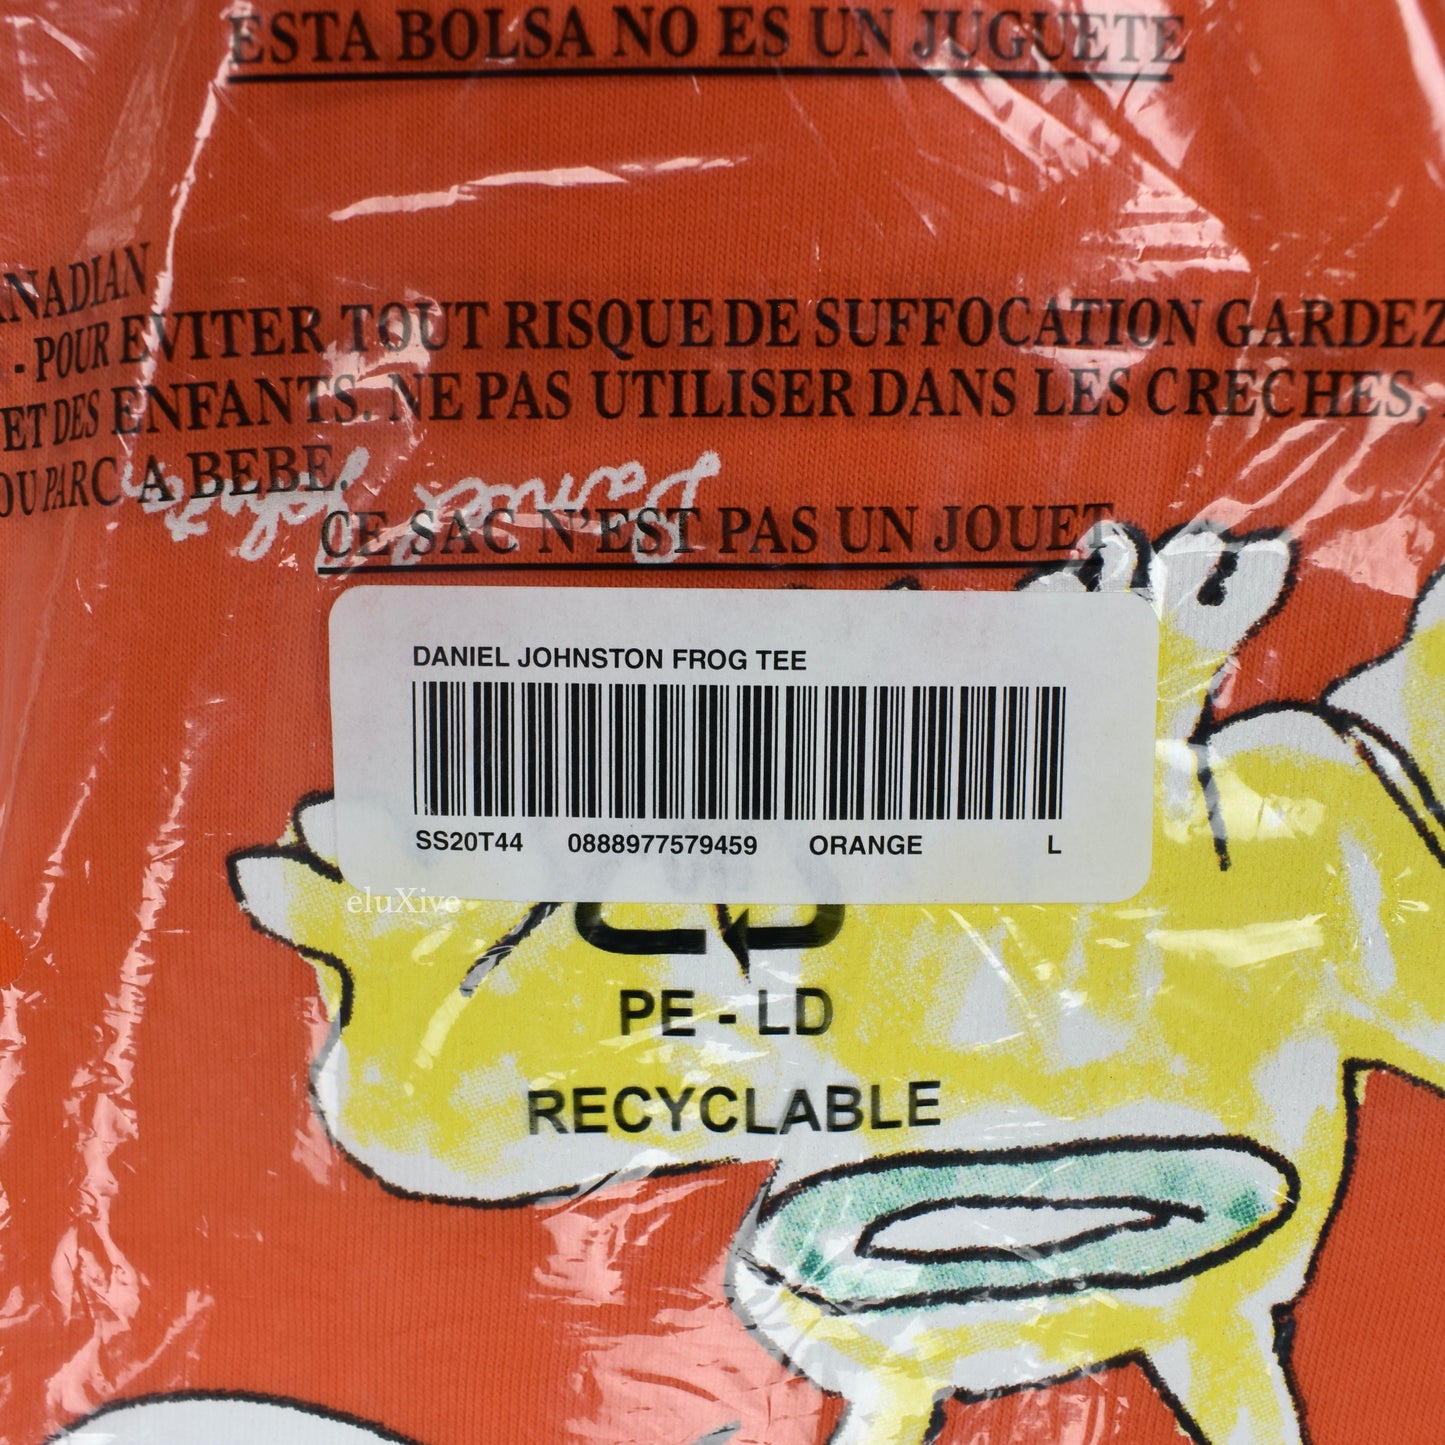 ESTA BOLSA NO ES UN JUGUETE
- POUR EVITER TOUT RISQUE DE SUFFOCATION GARDEZ
ET DES ENFANTS. NE PAS UTILISER DANS LES CRECHES,
OU PARC A BEBE.
Daniel Johnston
CE SAC N'EST PAS UN JOUET
DANIEL JOHNSTON FROG TEE
SS20T44 0888977579459 ORANGE L
eluXive
PE - LD
RECYCLABLE